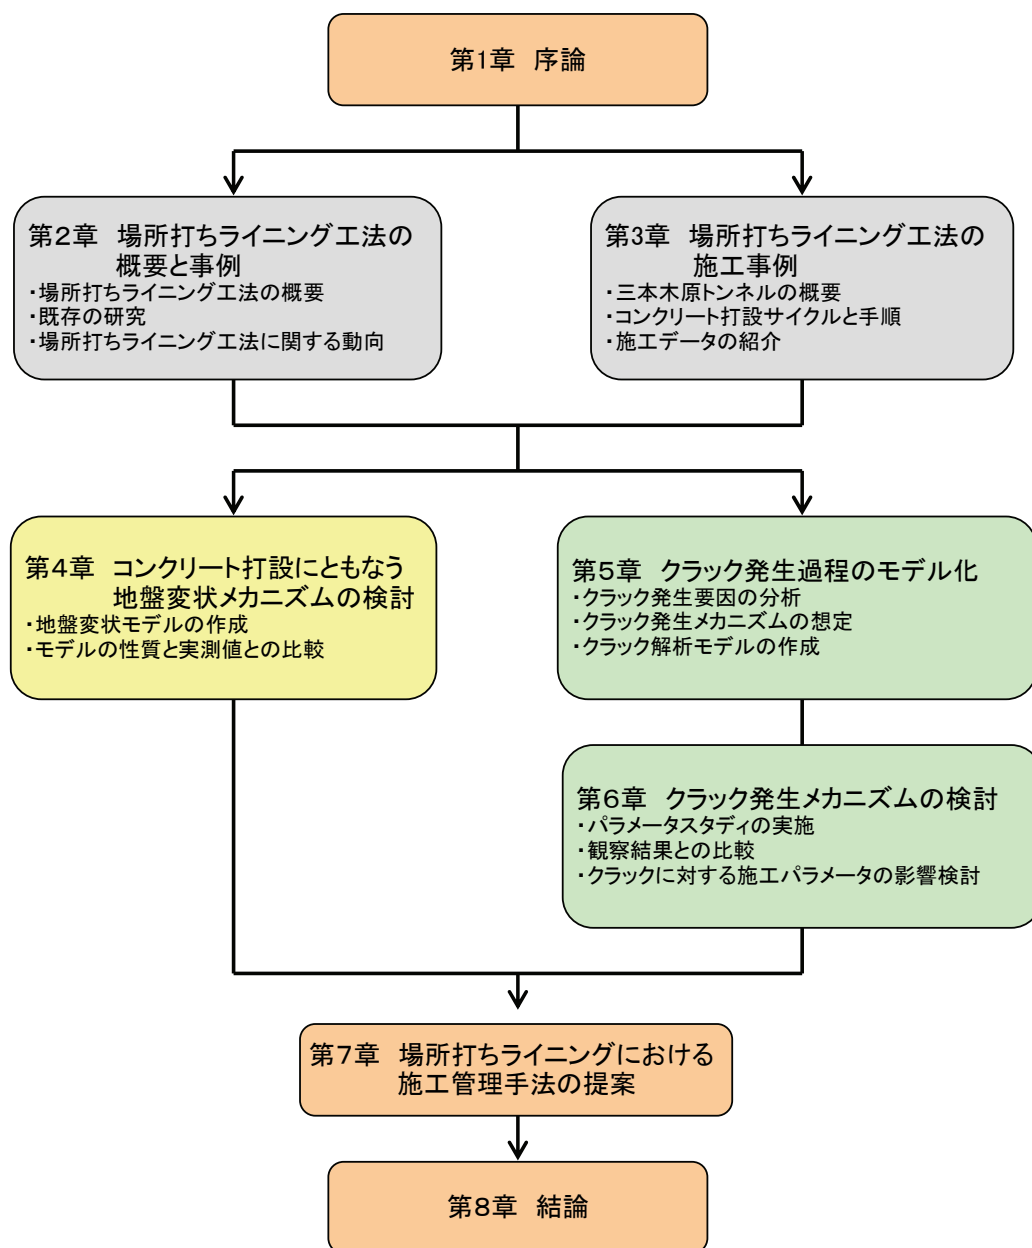 第1章 序論
第２章 場所打ちライニング工法の
概要と事例
・場所打ちライニング工法の概要
・既存の研究
・場所打ちライニング工法に関する動向
第3章 場所打ちライニング工法の
施工事例
・三本木原トンネルの概要
・コンクリート打設サイクルと手順
・施工データの紹介
第４章 コンクリート打設にともなう
地盤変状メカニズムの検討
・地盤変状モデルの作成
・モデルの性質と実測値との比較
第５章 クラック発生過程のモデル化
・クラック発生要因の分析
・クラック発生メカニズムの想定
・クラック解析モデルの作成
第６章 クラック発生メカニズムの検討
・パラメータスタディの実施
・観察結果との比較
・クラックに対する施工パラメータの影響検討
第７章 場所打ちライニングにおける
施工管理手法の提案
第８章 結論